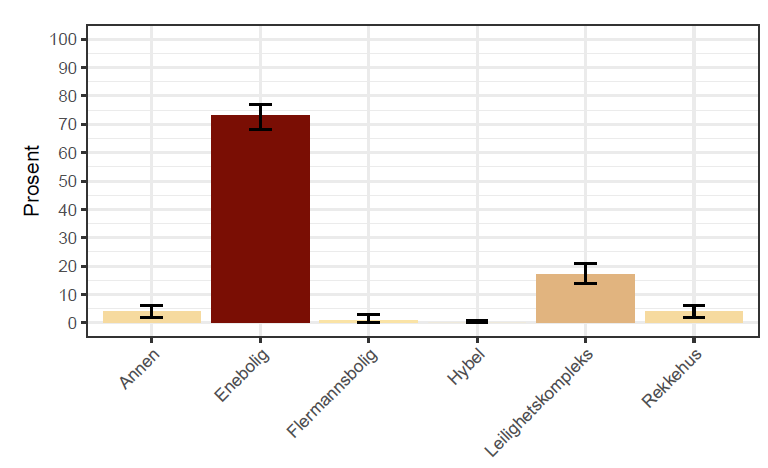 Prosent
100
90
80
70
60
50
40
30
20
10
0
Annen
Enebolig
Flermannsbolig
Hybel
Leilighetskompleks
Rekkehus